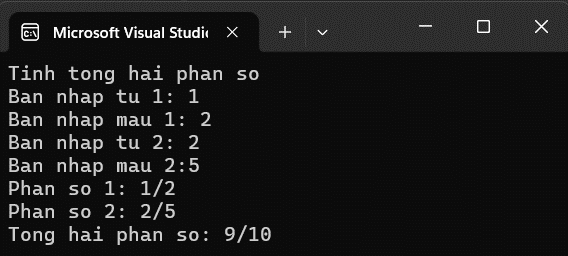 Microsoft Visual Studic
Tinh tong hai phan so
Ban nhap tu 1: 1
Ban nhap mau 1: 2
Ban nhap tu 2: 2
Ban nhap mau 2:5
Phan so 1: 1/2
Phan so 2: 2/5
Tong hai phan so: 9/10